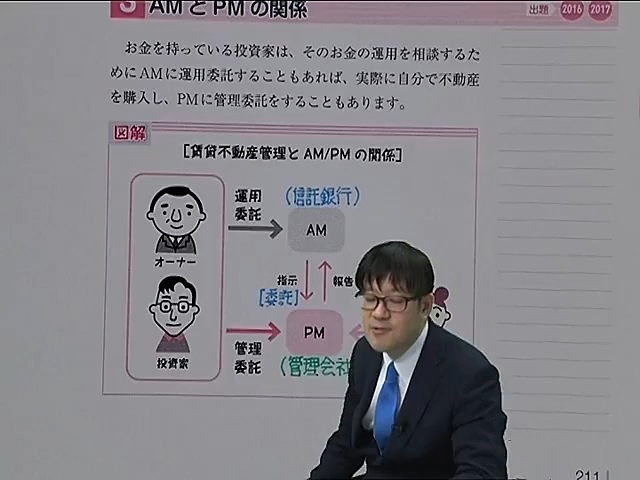 3 AMとPMの関係
出題 2016 2017
お金を持っている投資家は、そのお金の運用を相談するた
めにAMに運用委託することもあれば、実際に自分で不動産
を購入し、PMに管理委託をすることもあります。
図解
[賃貸不動産管理とAM/PMの関係]
運用
委託
(信託銀行)
AM
オーナー
指示
報告
[委託]
PM
投資家
管理
委託
(管理会社
211